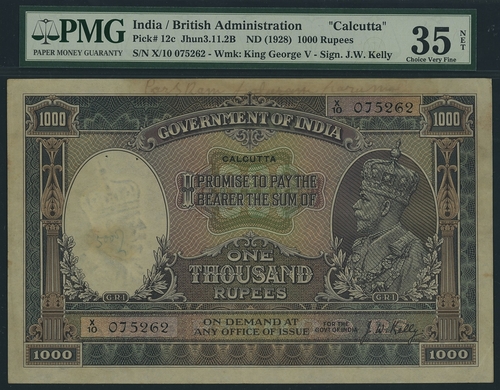 PMG
PAPER MONEY GUARANTY
India / British Administration "Calcutta"
Pick# 12c Jhun3.11.2B ND (1928) 1000 Rupees
S/N X/10 075262 - Wmk: King George V - Sign. J.W. Kelly
35 NET
Choice Very Fine
X/10 075262
1000 1000
GOVERNMENT OF INDIA
CALCUTTA
I PROMISE TO PAY THE
BEARER THE SUM OF
ONE
THOUSAND
RUPEES
G.R.I G.R.I
X/10 075262
ON DEMAND AT
ANY OFFICE OF ISSUE
FOR THE
GOVT. OF INDIA
J.W. Kelly
1000 1000